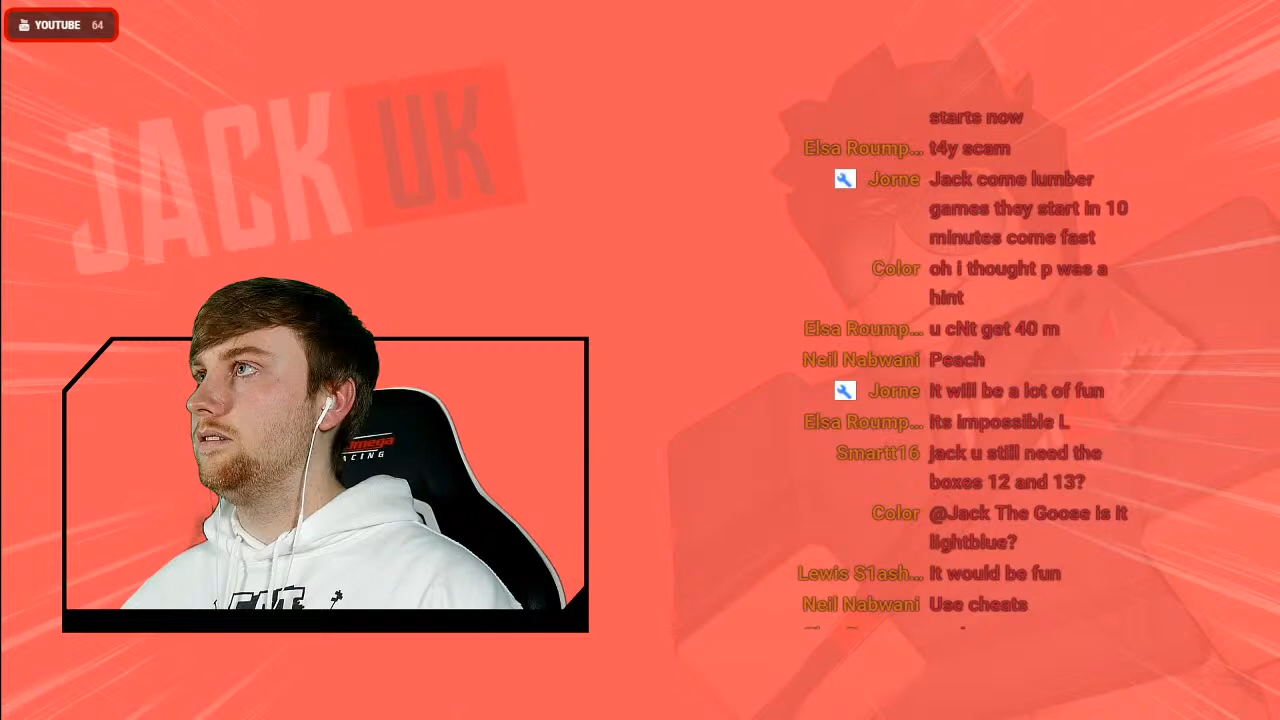 YOUTUBE 64
JACK UK
starts now
Elsa Roump... t4y scam
Jorne Jack come lumber
games they start in 10
minutes come fast
Color oh i thought p was a
hint
Elsa Roump... u cNt get 40 m
Neil Nabwani Peach
Jorne It will be a lot of fun
Elsa Roump... Its impossible L
Smartt16 jack u still need the
boxes 12 and 13?
Color @Jack The Goose is it
lightblue?
Lewis S1ash... It would be fun
Neil Nabwani Use cheats
omega
ACING